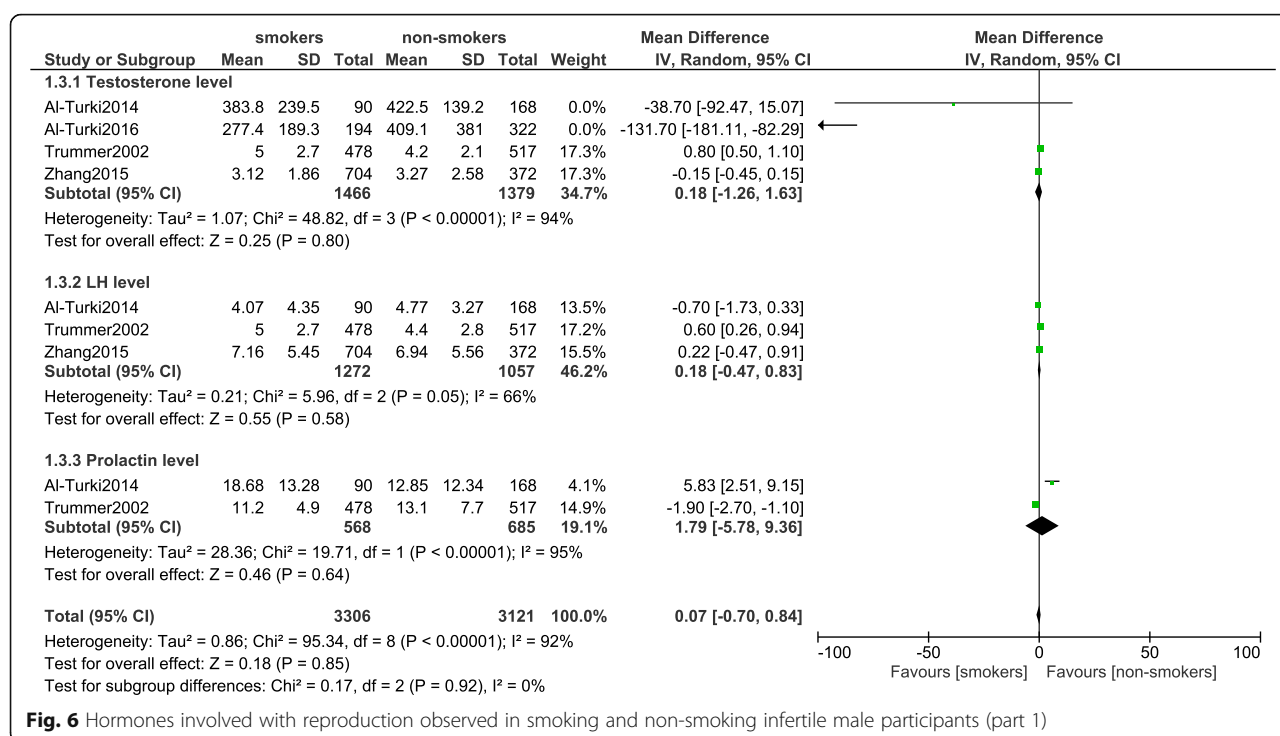 smokers non-smokers Mean Difference Mean Difference
Study or Subgroup Mean SD Total Mean SD Total Weight IV, Random, 95% CI IV, Random, 95% CI
1.3.1 Testosterone level
Al-Turki2014 383.8 239.5 90 422.5 139.2 168 0.0% -38.70 [-92.47, 15.07]
Al-Turki2016 277.4 189.3 194 409.1 381 322 0.0% -131.70 [-181.11, -82.29]
Trummer2002 5 2.7 478 4.2 2.1 517 17.3% 0.80 [0.50, 1.10]
Zhang2015 3.12 1.86 704 3.27 2.58 372 17.3% -0.15 [-0.45, 0.15]
Subtotal (95% CI) 1466 1379 34.7% 0.18 [-1.26, 1.63]
Heterogeneity: Tau² = 1.07; Chi² = 48.82, df = 3 (P < 0.00001); I² = 94%
Test for overall effect: Z = 0.25 (P = 0.80)
1.3.2 LH level
Al-Turki2014 4.07 4.35 90 4.77 3.27 168 13.5% -0.70 [-1.73, 0.33]
Trummer2002 5 2.7 478 4.4 2.8 517 17.2% 0.60 [0.26, 0.94]
Zhang2015 7.16 5.45 704 6.94 5.56 372 15.5% 0.22 [-0.47, 0.91]
Subtotal (95% CI) 1272 1057 46.2% 0.18 [-0.47, 0.83]
Heterogeneity: Tau² = 0.21; Chi² = 5.96, df = 2 (P = 0.05); I² = 66%
Test for overall effect: Z = 0.55 (P = 0.58)
1.3.3 Prolactin level
Al-Turki2014 18.68 13.28 90 12.85 12.34 168 4.1% 5.83 [2.51, 9.15]
Trummer2002 11.2 4.9 478 13.1 7.7 517 14.9% -1.90 [-2.70, -1.10]
Subtotal (95% CI) 568 685 19.1% 1.79 [-5.78, 9.36]
Heterogeneity: Tau² = 28.36; Chi² = 19.71, df = 1 (P < 0.00001); I² = 95%
Test for overall effect: Z = 0.46 (P = 0.64)
Total (95% CI) 3306 3121 100.0% 0.07 [-0.70, 0.84]
Heterogeneity: Tau² = 0.86; Chi² = 95.34, df = 8 (P < 0.00001); I² = 92%
Test for overall effect: Z = 0.18 (P = 0.85)
Test for subgroup differences: Chi² = 0.17, df = 2 (P = 0.92), I² = 0%
-100 -50 0 50 100
Favours [smokers] Favours [non-smokers]
Fig. 6 Hormones involved with reproduction observed in smoking and non-smoking infertile male participants (part 1)